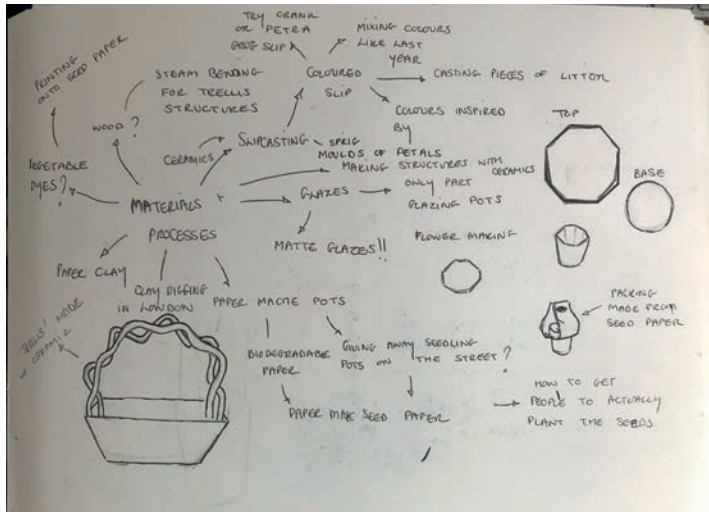 TRY CRANK
OR PETRA
SLIP
MIXING COLOURS
LIKE LAST
YEAR
PRINTING
ONTO SEED PAPER
STEAM BENDING
FOR TRELLIS
STRUCTURES
COLOURED
SLIP
CASTING PIECES OF LITTER
WOOD?
COLOURS INSPIRED
BY
TOP
CERAMICS
SLIPCASTING
SPRIG
MOULDS OF PETALS
VEGETABLE
DYES?
MAKING STRUCTURES WITH
CERAMICS
BASE
MATERIALS +
PROCESSES
GLAZES
ONLY PART
GLAZING POTS
MATTE GLAZES!!
FLOWER MAKING
PAPER CLAY
CLAY DIGGING
IN LONDON
PAPER MACHE POTS
PACKING
MADE FROM
SEED PAPER
MADE
CERAMIC
BIODEGRADABLE
PAPER
GIVING AWAY SEEDLING
POTS ON THE STREET?
PAPER SEED PAPER
HOW TO GET
PEOPLE TO ACTUALLY
PLANT THE SEEDS